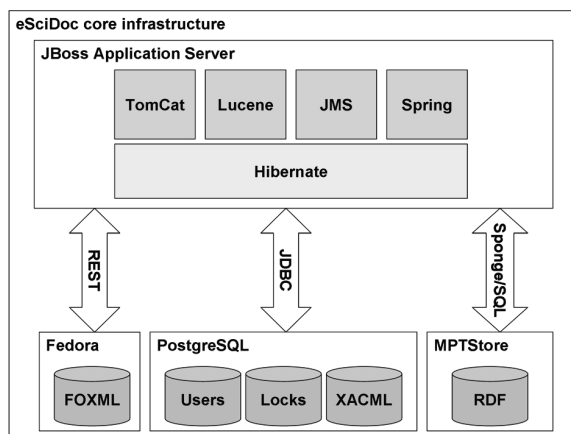 eSciDoc core infrastructure
JBoss Application Server
TomCat
Lucene
JMS
Spring
Hibernate
REST
JDBC
Sponge/SQL
Fedora
PostgreSQL
MPTStore
FOXML
Users
Locks
XACML
RDF